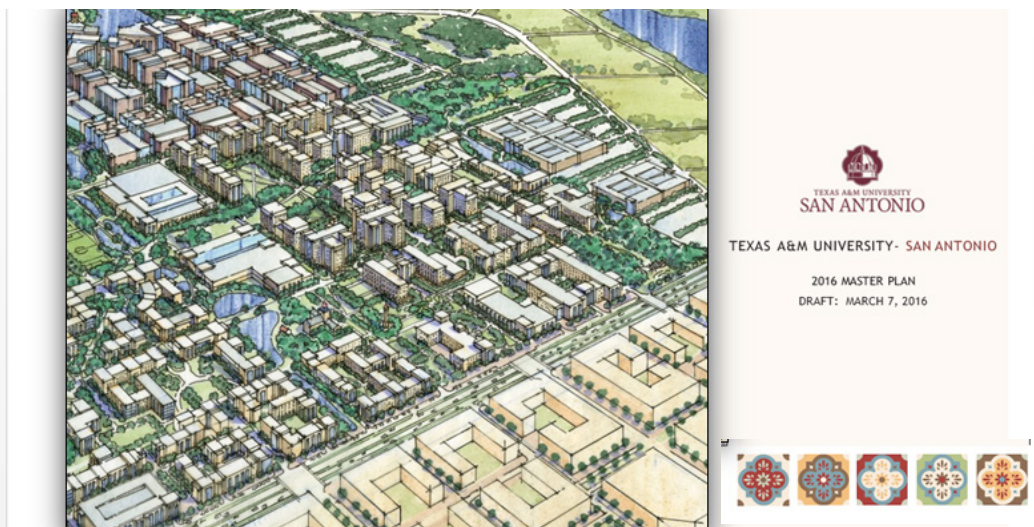 TEXAS A&M UNIVERSITY
SAN ANTONIO
TEXAS A&M UNIVERSITY- SAN ANTONIO
2016 MASTER PLAN
DRAFT: MARCH 7, 2016